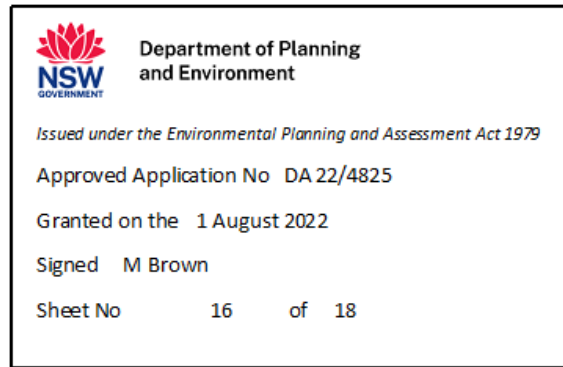 NSW
GOVERNMENT
Department of Planning
and Environment
Issued under the Environmental Planning and Assessment Act 1979
Approved Application No DA 22/4825
Granted on the 1 August 2022
Signed M Brown
Sheet No 16 of 18